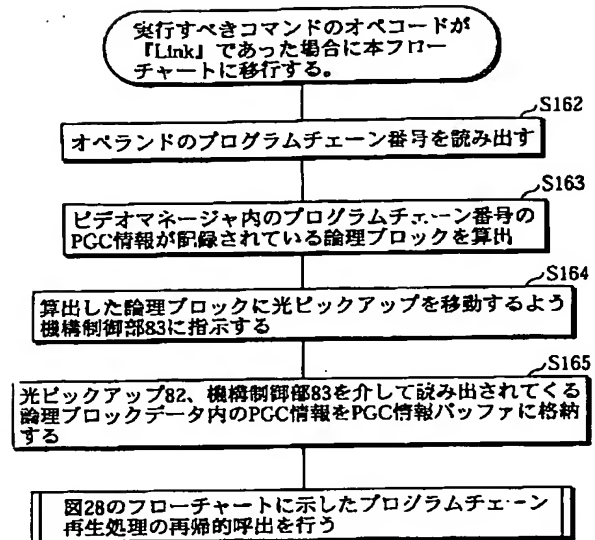 実行すべきコマンドのオペコードが
『Link』であった場合に本フロー
チャートに移行する。
S162
オペランドのプログラムチェーン番号を読み出す
S163
ビデオマネージャ内のプログラムチェーン番号の
PGC情報が記録されている論理ブロックを算出
S164
算出した論理ブロックに光ピックアップを移動するよう
機構制御部83に指示する
S165
光ピックアップ82、機構制御部83を介して読み出されてくる
論理ブロックデータ内のPGC情報をPGC情報バッファに格納
する
図28のフローチャートに示したプログラムチェーン
再生処理の再帰的呼出を行う